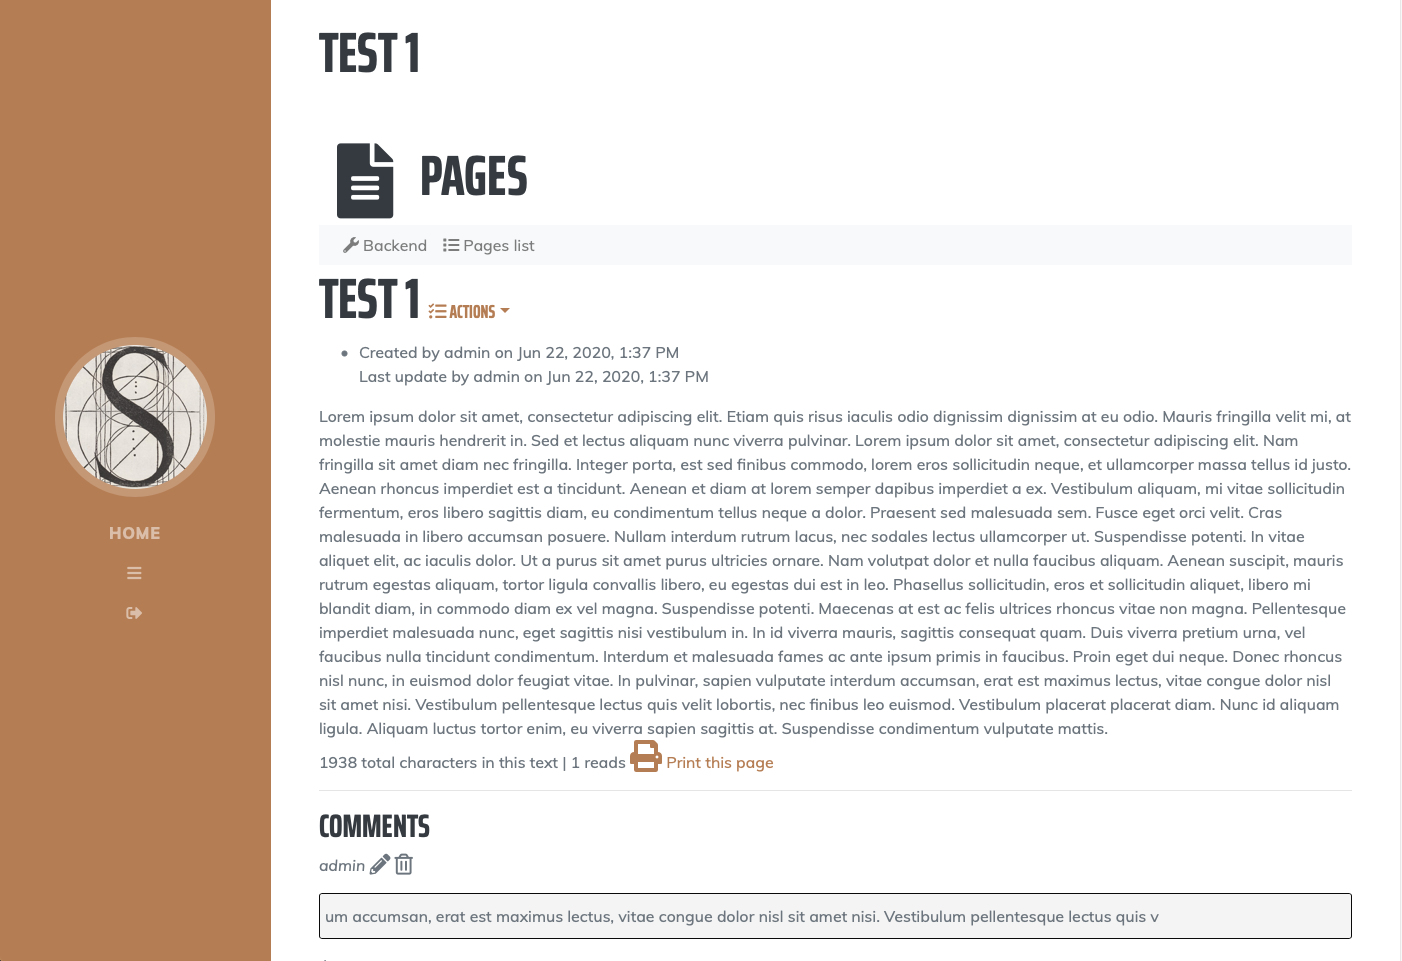 TEST 1
PAGES
Backend Pages list
TEST 1 ACTIONS
Created by admin on Jun 22, 2020, 1:37 PM
Last update by admin on Jun 22, 2020, 1:37 PM
Lorem ipsum dolor sit amet, consectetur adipiscing elit. Etiam quis risus iaculis odio dignissim dignissim at eu odio. Mauris fringilla velit mi, at
molestie mauris hendrerit in. Sed et lectus aliquam nunc viverra pulvinar. Lorem ipsum dolor sit amet, consectetur adipiscing elit. Nam
fringilla sit amet diam nec fringilla. Integer porta, est sed finibus commodo, lorem eros sollicitudin neque, et ullamcorper massa tellus id justo.
Aenean rhoncus imperdiet est a tincidunt. Aenean et diam at lorem semper dapibus imperdiet a ex. Vestibulum aliquam, mi vitae sollicitudin
fermentum, eros libero sagittis diam, eu condimentum tellus neque a dolor. Praesent sed malesuada sem. Fusce eget orci velit. Cras
malesuada in libero accumsan posuere. Nullam interdum rutrum lacus, nec sodales lectus ullamcorper ut. Suspendisse potenti. In vitae
aliquet elit, ac iaculis dolor. Ut a purus sit amet purus ultricies ornare. Nam volutpat dolor et nulla faucibus aliquam. Aenean suscipit, mauris
rutrum egestas aliquam, tortor ligula convallis libero, eu egestas dui est in leo. Phasellus sollicitudin, eros et sollicitudin aliquet, libero mi
blandit diam, in commodo diam ex vel magna. Suspendisse potenti. Maecenas at est ac felis ultrices rhoncus vitae non magna. Pellentesque
imperdiet malesuada nunc, eget sagittis nisi vestibulum in. In id viverra mauris, sagittis consequat quam. Duis viverra pretium urna, vel
faucibus nulla tincidunt condimentum. Interdum et malesuada fames ac ante ipsum primis in faucibus. Proin eget dui neque. Donec rhoncus
nisl nunc, in euismod dolor feugiat vitae. In pulvinar, sapien vulputate interdum accumsan, erat est maximus lectus, vitae congue dolor nisl
sit amet nisi. Vestibulum pellentesque lectus quis velit lobortis, nec finibus leo euismod. Vestibulum placerat placerat diam. Nunc id aliquam
ligula. Aliquam luctus tortor enim, eu viverra sapien sagittis at. Suspendisse condimentum vulputate mattis.
1938 total characters in this text | 1 reads Print this page
COMMENTS
admin
um accumsan, erat est maximus lectus, vitae congue dolor nisl sit amet nisi. Vestibulum pellentesque lectus quis v
S
HOME